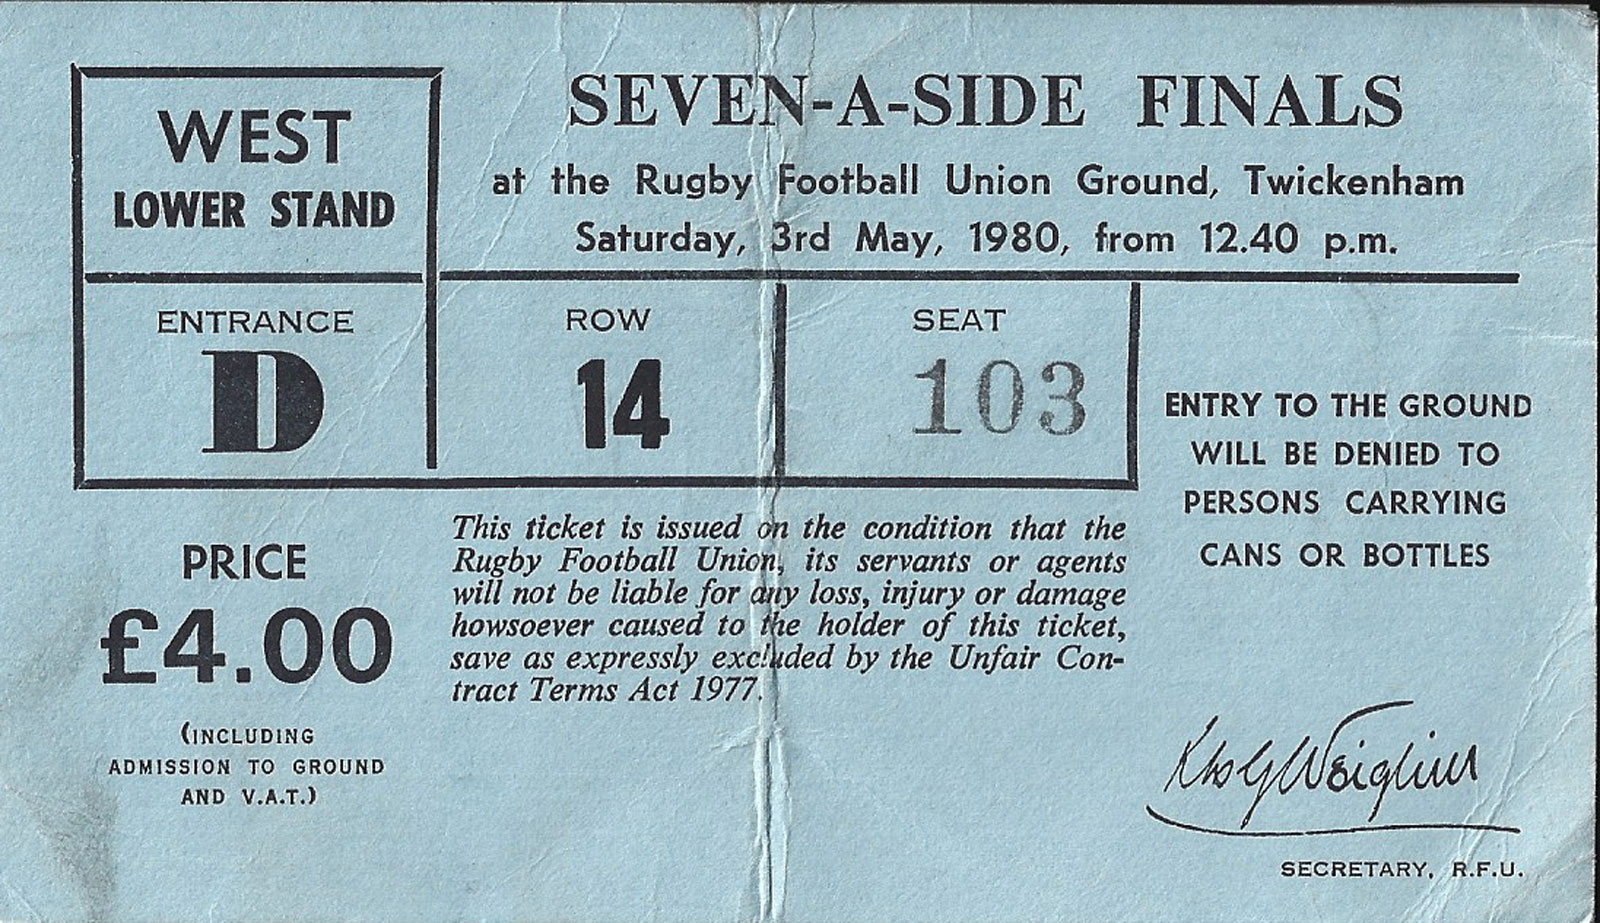 WEST
LOWER STAND
SEVEN-A-SIDE FINALS
at the Rugby Football Union Ground, Twickenham
Saturday, 3rd May, 1980, from 12.40 p.m.
ENTRANCE
D
ROW
14
SEAT
103
ENTRY TO THE GROUND
WILL BE DENIED TO
PERSONS CARRYING
CANS OR BOTTLES
PRICE
£4.00
(INCLUDING
ADMISSION TO GROUND
AND V.A.T.)
This ticket is issued on the condition that the
Rugby Football Union, its servants or agents
will not be liable for any loss, injury or damage
howsoever caused to the holder of this ticket,
save as expressly excluded by the Unfair Con-
tract Terms Act 1977.
SECRETARY, R.F.U.